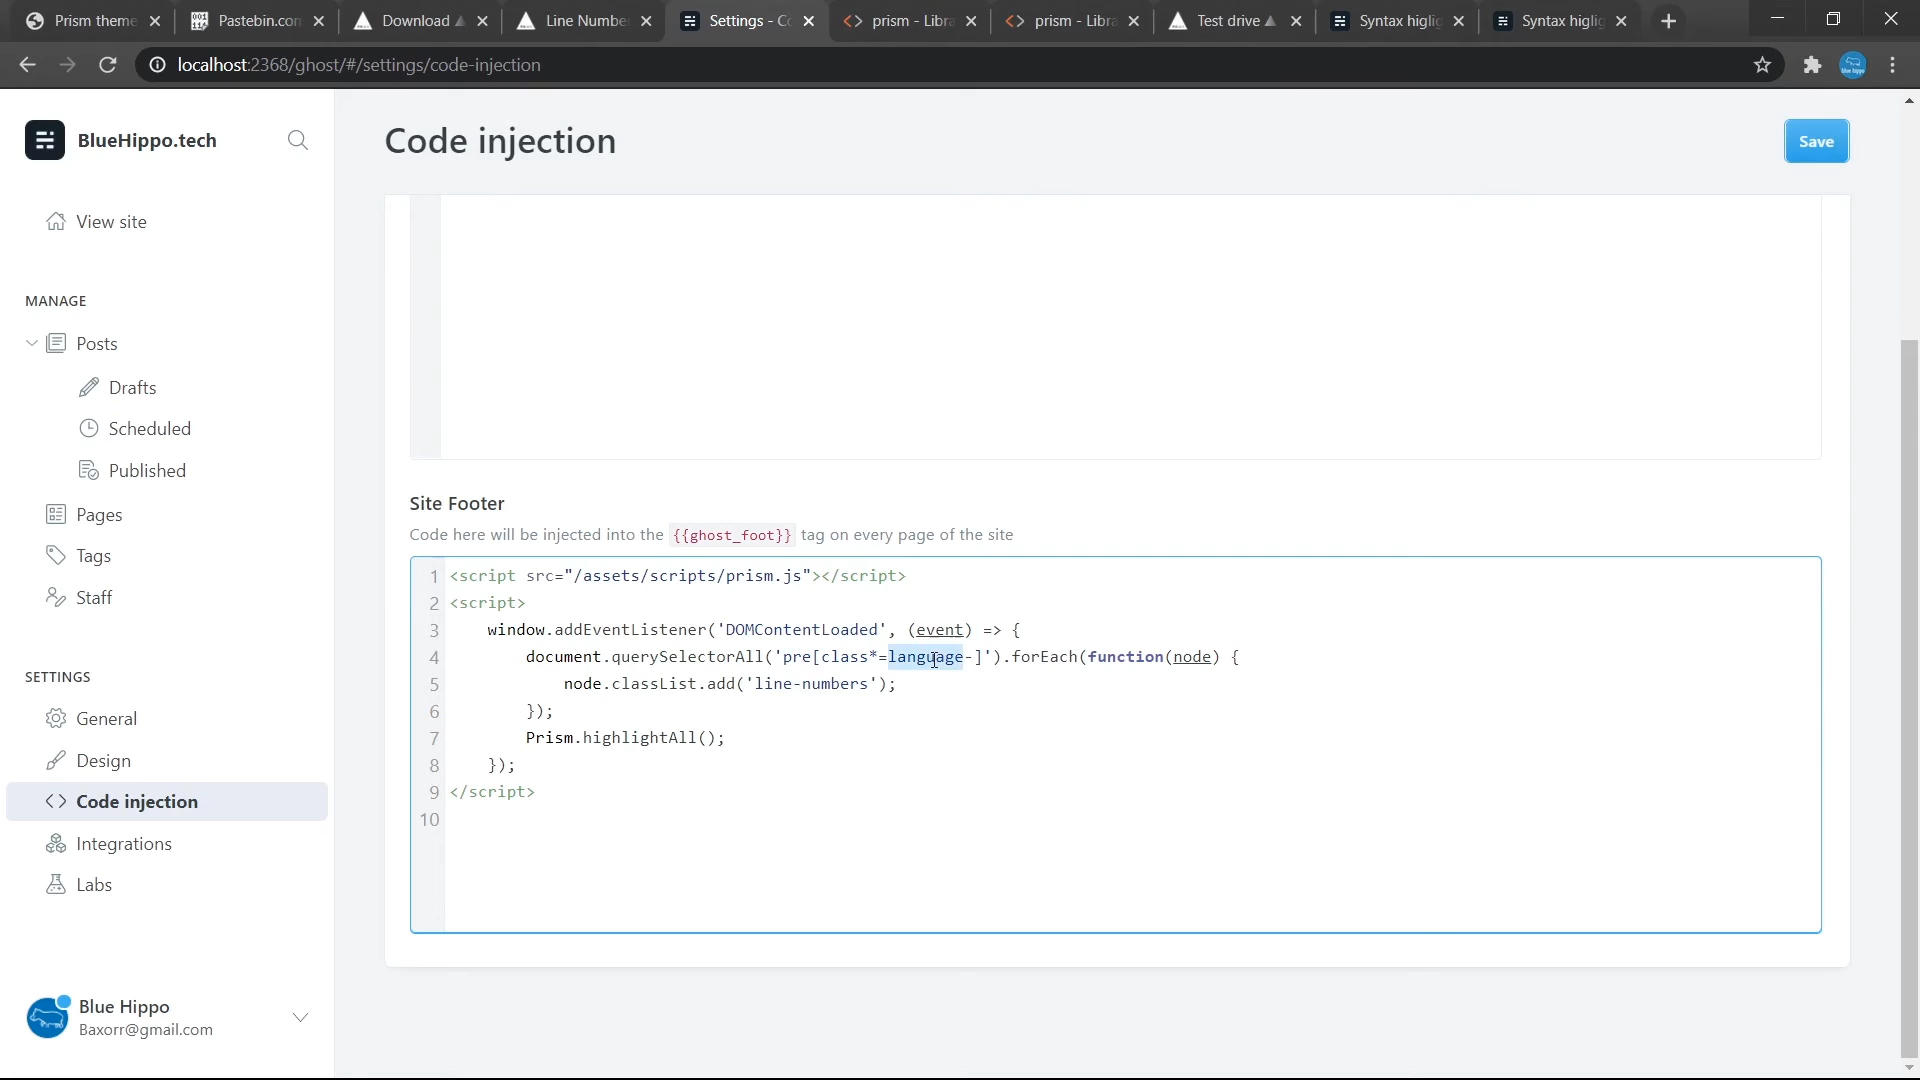 Prism theme
Pastebin.com
Download
Line Numbe
Settings - Co
prism - Libra
prism - Libra
Test drive
Syntax higlig
Syntax higlig
localhost:2368/ghost/#/settings/code-injection
BlueHippo.tech
View site
MANAGE
Posts
Drafts
Scheduled
Published
Pages
Tags
Staff
SETTINGS
General
Design
Code injection
Integrations
Labs
Blue Hippo
Baxorr@gmail.com
Code injection
Save
Site Footer
Code here will be injected into the {{ghost_foot}} tag on every page of the site
1 <script src="/assets/scripts/prism.js"></script>
2 <script>
3 window.addEventListener('DOMContentLoaded', (event) => {
4 document.querySelectorAll('pre[class*=language-]').forEach(function(node) {
5 node.classList.add('line-numbers');
6 });
7 Prism.highlightAll();
8 });
9 </script>
10